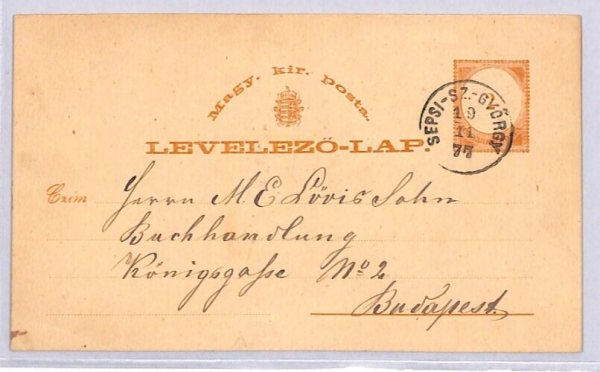 Magy. kir. Posta.
SEPSI-SZ.-GYÖRGY
19
11
77
LEVELEZŐ-LAP.
Czim
Herrn M E Lövis Sohn
Buchhandlung
Königsgaße No 2
Budapest